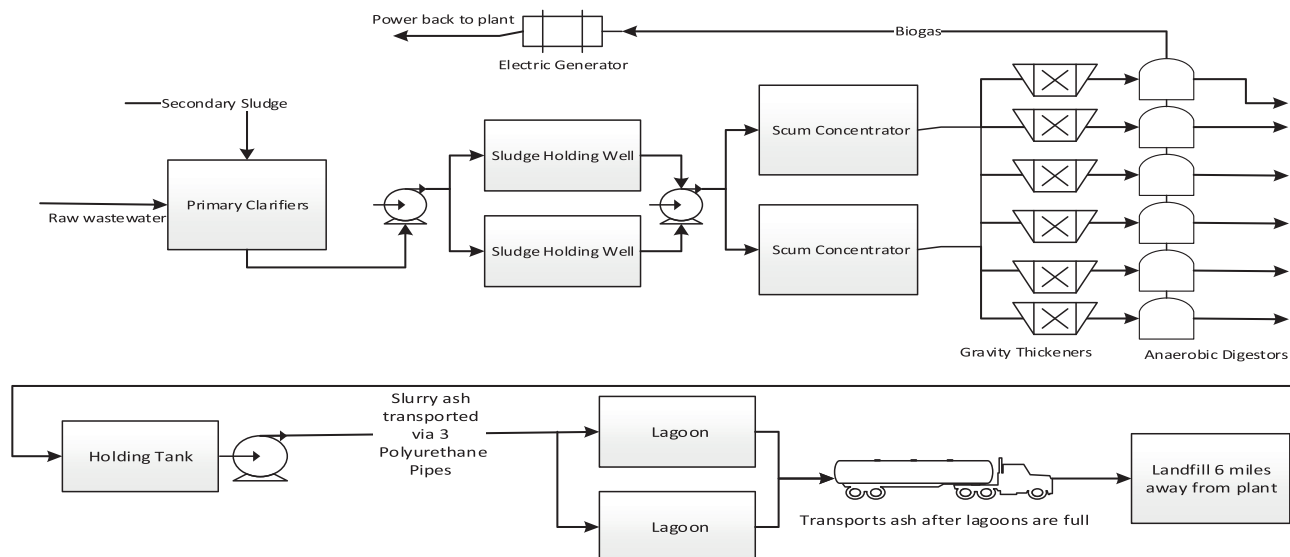 Power back to plant
Biogas
Electric Generator
Secondary Sludge
Primary Clarifiers
Raw wastewater
Sludge Holding Well
Sludge Holding Well
Scum Concentrator
Scum Concentrator
Gravity Thickeners
Anaerobic Digestors
Holding Tank
Slurry ash
transported
via 3
Polyurethane
Pipes
Lagoon
Lagoon
Transports ash after lagoons are full
Landfill 6 miles
away from plant